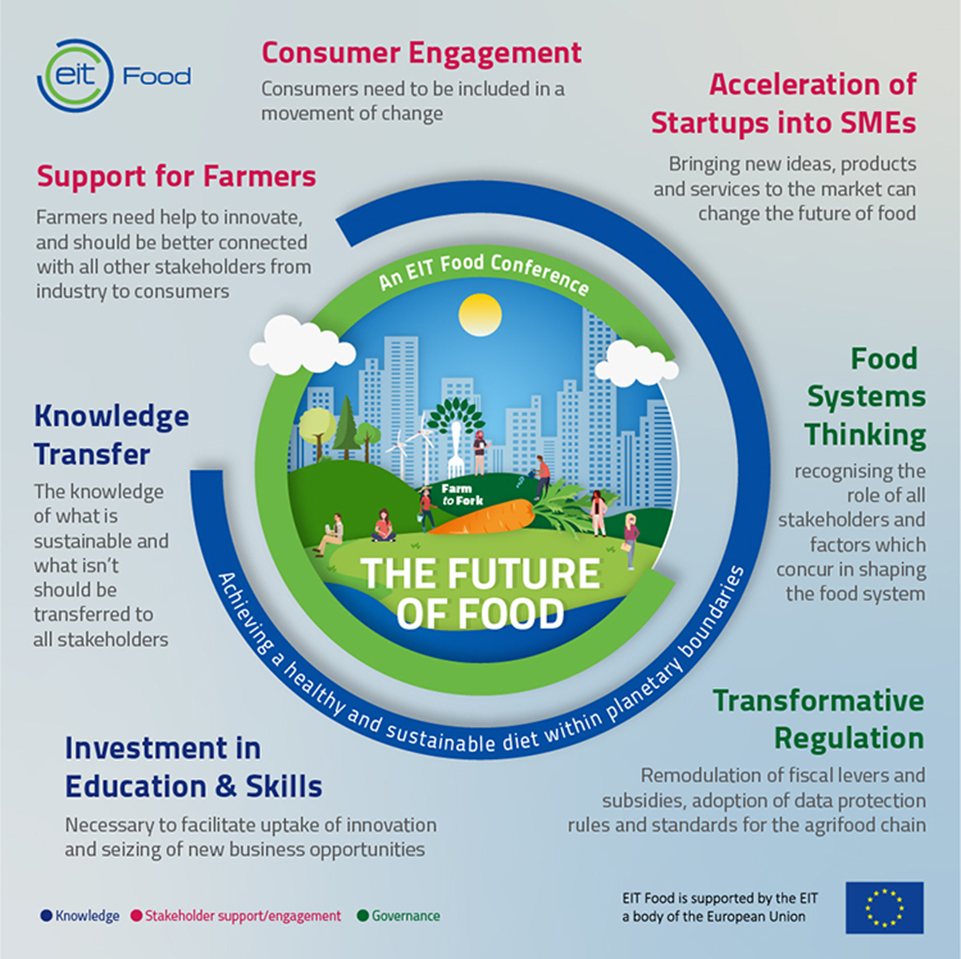 eit Food
Consumer Engagement
Consumers need to be included in a
movement of change
Acceleration of
Startups into SMEs
Bringing new ideas, products
and services to the market can
change the future of food
Support for Farmers
Farmers need help to innovate,
and should be better connected
with all other stakeholders from
industry to consumers
An EIT Food Conference
Food
Systems
Thinking
recognising the
role of all
stakeholders and
factors which
concur in shaping
the food system
Knowledge
Transfer
The knowledge
of what is
sustainable and
what isn't
should be
transferred to
all stakeholders
Farm
to Fork
THE FUTURE
OF FOOD
Achieving a healthy and sustainable diet within planetary boundaries
Transformative
Regulation
Remodulation of fiscal levers and
subsidies, adoption of data protection
rules and standards for the agrifood chain
Investment in
Education & Skills
Necessary to facilitate uptake of innovation
and seizing of new business opportunities
Knowledge Stakeholder support/engagement Governance
EIT Food is supported by the EIT
a body of the European Union